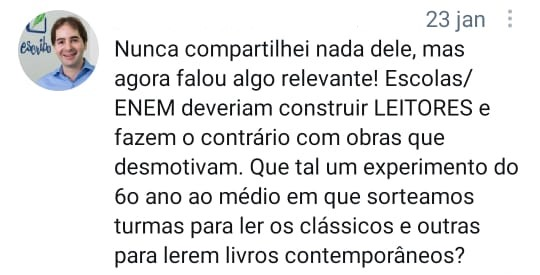 escribo
23 jan
Nunca compartilhei nada dele, mas
agora falou algo relevante! Escolas/
ENEM deveriam construir LEITORES e
fazem o contrário com obras que
desmotivam. Que tal um experimento do
6o ano ao médio em que sorteamos
turmas para ler os clássicos e outras
para lerem livros contemporâneos?